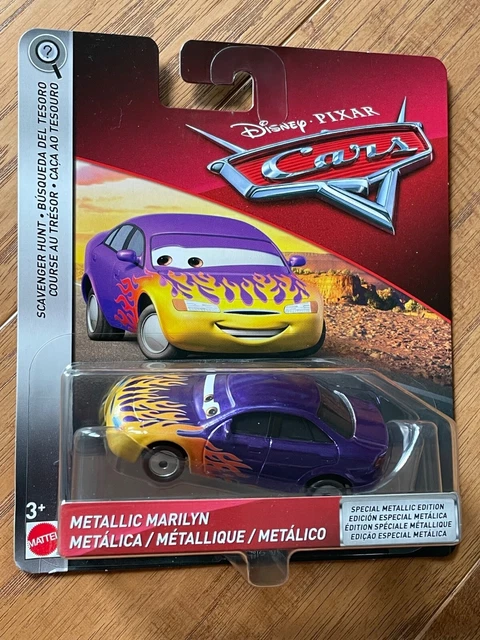 ?
SCAVENGER HUNT • BÚSQUEDA DEL TESORO
COURSE AU TRÉSOR • CAÇA AO TESOURO
Disney • PIXAR
Cars
3+
MATTEL
METALLIC MARILYN
METÁLICA / MÉTALLIQUE / METÁLICO
SPECIAL METALLIC EDITION
EDICIÓN ESPECIAL METÁLICA
ÉDITION SPÉCIALE MÉTALLIQUE
EDIÇÃO ESPECIAL METÁLICA